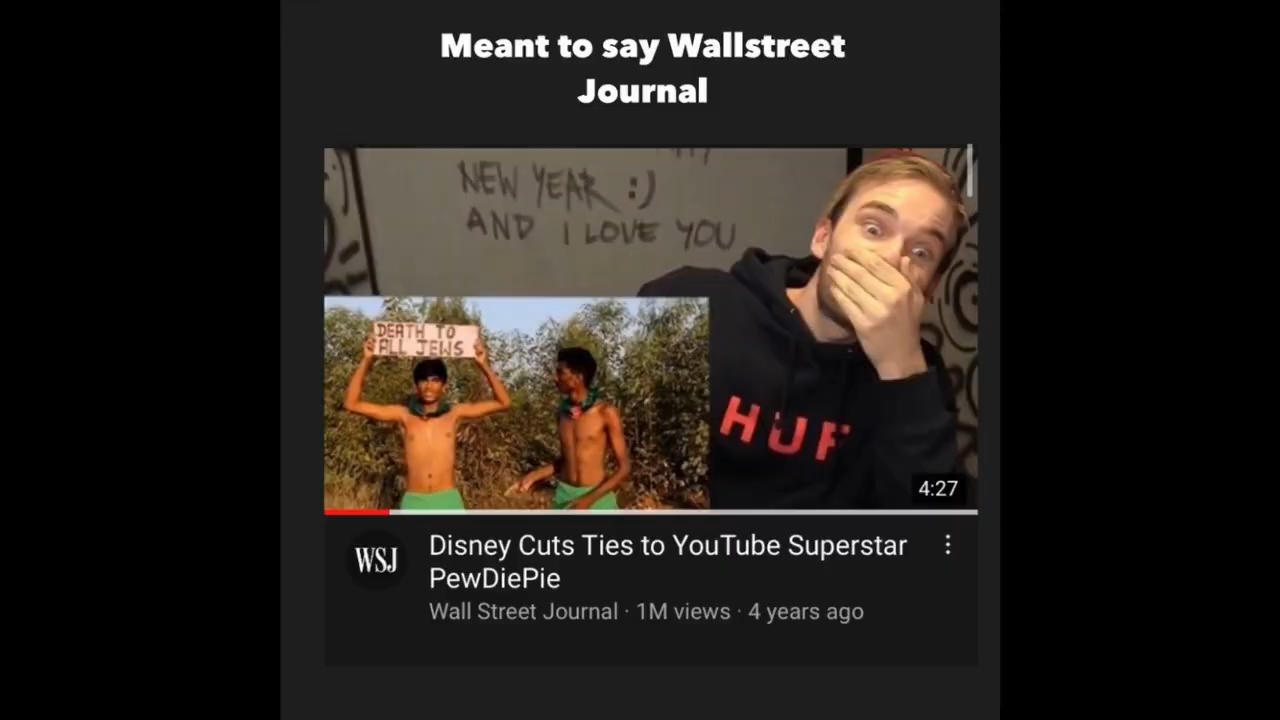 Meant to say Wallstreet
Journal
NEW YEAR :)
AND I LOVE YOU
DEATH TO
ALL JEWS
HUF
4:27
WSJ
Disney Cuts Ties to YouTube Superstar
PewDiePie
Wall Street Journal · 1M views · 4 years ago